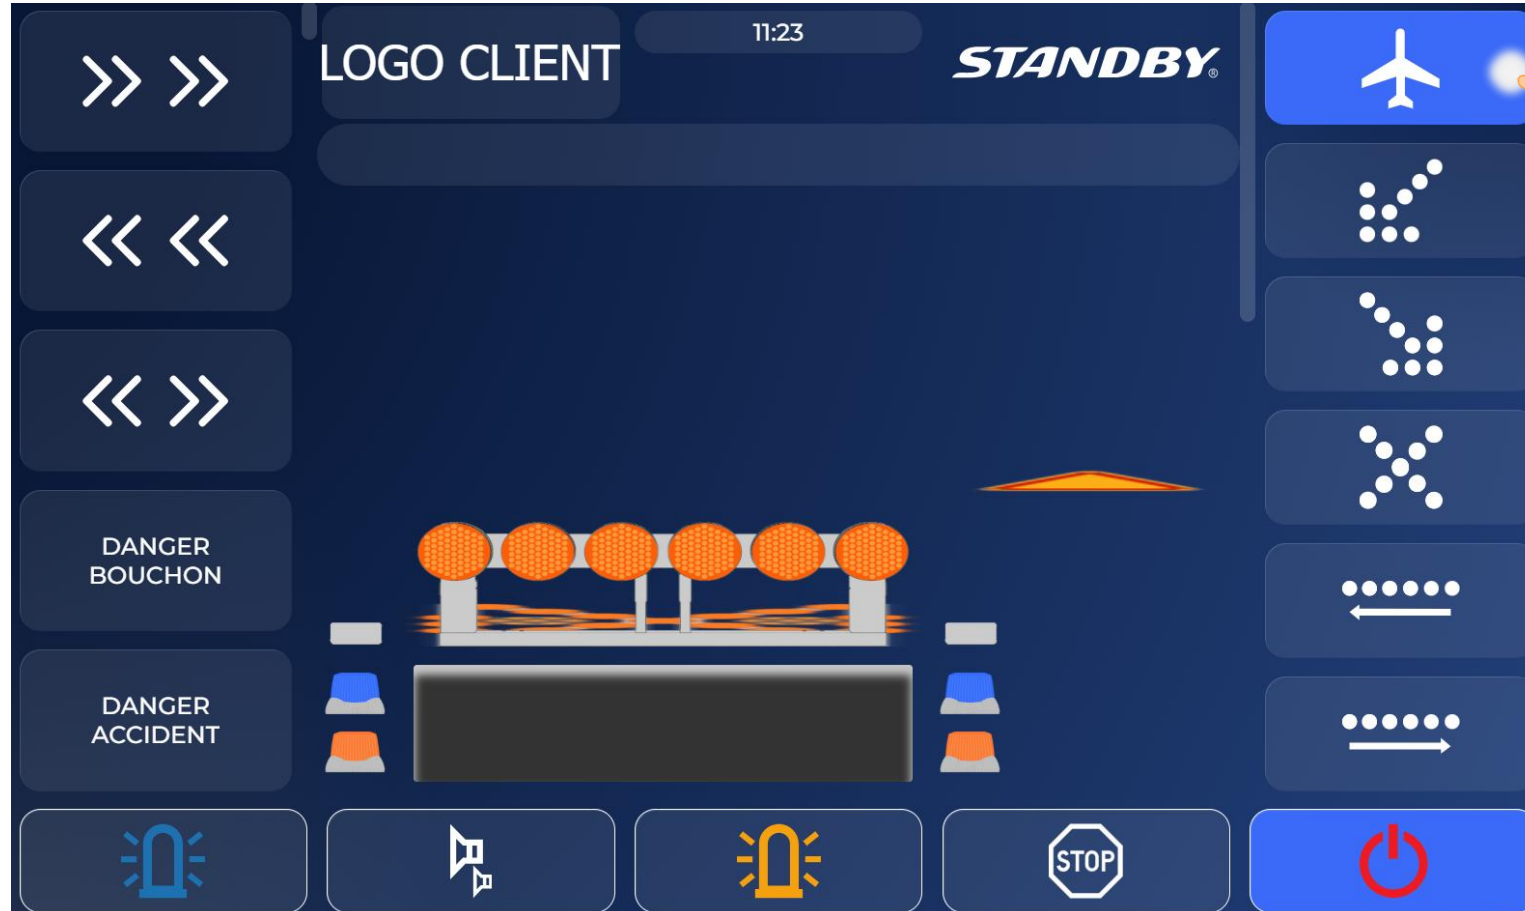 LOGO CLIENT
11:23
STANDBY®
DANGER
BOUCHON
DANGER
ACCIDENT
STOP